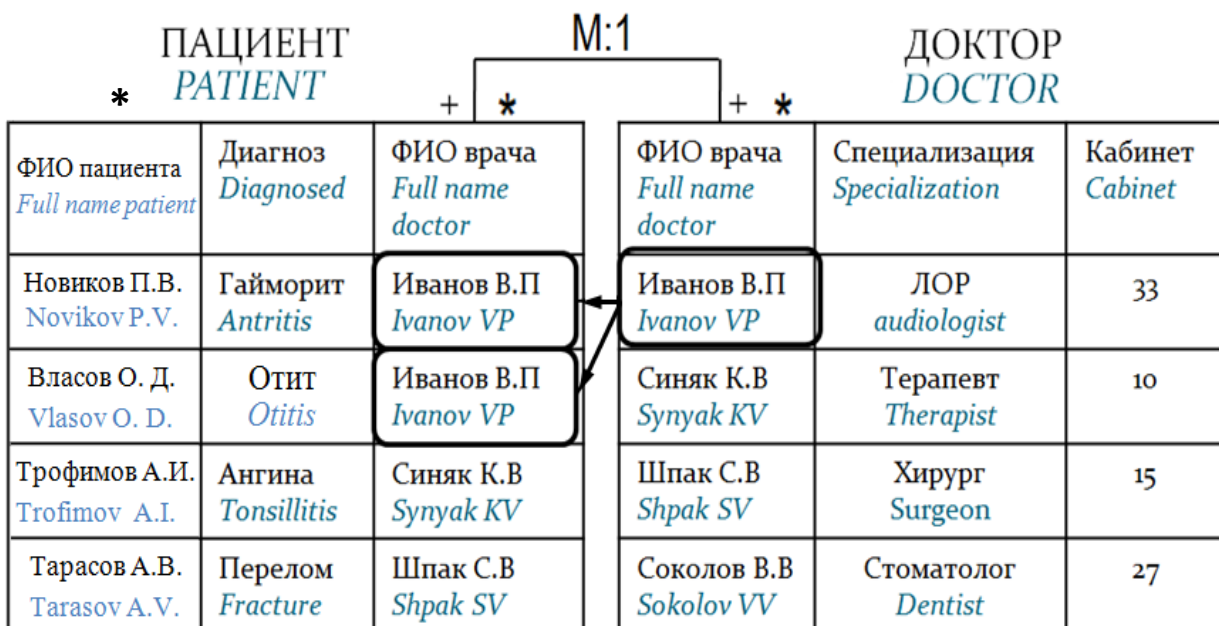 M:1
ПАЦИЕНТ
PATIENT
ДОКТОР
DOCTOR
*
+ *
+ *
ФИО пациента
Full name patient
Диагноз
Diagnosed
ФИО врача
Full name
doctor
ФИО врача
Full name
doctor
Специализация
Specialization
Кабинет
Cabinet
Новиков П.В.
Novikov P.V.
Гайморит
Antritis
Иванов В.П
Ivanov VP
Иванов В.П
Ivanov VP
ЛОР
audiologist
33
Власов О. Д.
Vlasov O. D.
Отит
Otitis
Иванов В.П
Ivanov VP
Синяк К.В
Synyak KV
Терапевт
Therapist
10
Трофимов А.И.
Trofimov A.I.
Ангина
Tonsillitis
Синяк К.В
Synyak KV
Шпак С.В
Shpak SV
Хирург
Surgeon
15
Тарасов А.В.
Tarasov A.V.
Перелом
Fracture
Шпак С.В
Shpak SV
Соколов В.В
Sokolov VV
Стоматолог
Dentist
27